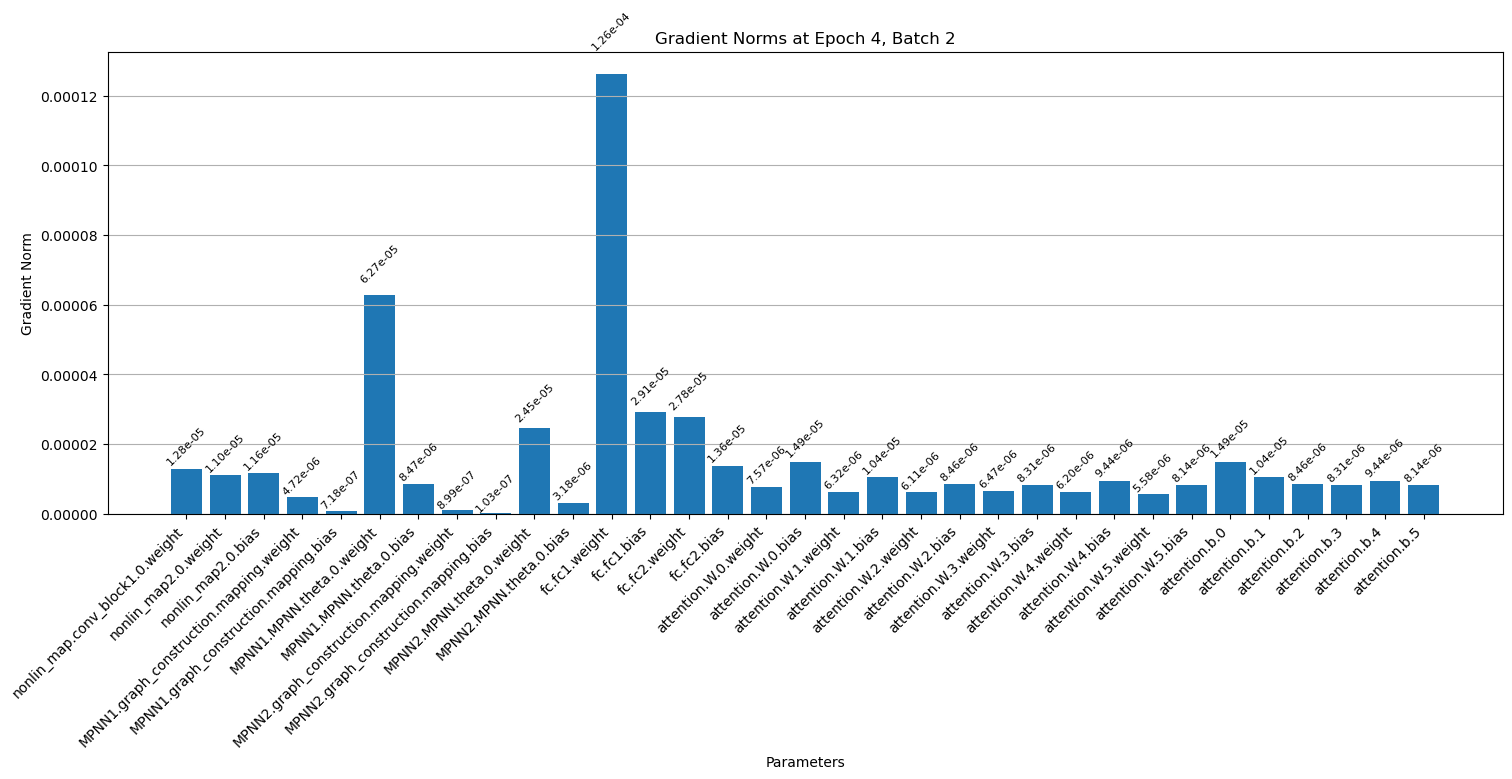 Gradient Norms at Epoch 4, Batch 2
Gradient Norm
0.00012
0.00010
0.00008
0.00006
0.00004
0.00002
0.00000
1.28e-05
1.10e-05
1.16e-05
4.72e-06
7.18e-07
6.27e-05
8.47e-06
8.99e-07
1.03e-07
2.45e-05
3.18e-06
1.26e-04
2.91e-05
2.78e-05
1.36e-05
7.57e-06
1.49e-05
6.32e-06
1.04e-05
6.11e-06
8.46e-06
6.47e-06
8.31e-06
6.20e-06
9.44e-06
5.58e-06
8.14e-06
1.49e-05
1.04e-05
8.46e-06
8.31e-06
9.44e-06
8.14e-06
nonlin_map.conv_block1.0.weight
nonlin_map2.0.weight
nonlin_map2.0.bias
MPNN1.graph_construction.mapping.weight
MPNN1.graph_construction.mapping.bias
MPNN1.MPNN.theta.0.weight
MPNN1.MPNN.theta.0.bias
MPNN2.graph_construction.mapping.weight
MPNN2.graph_construction.mapping.bias
MPNN2.MPNN.theta.0.weight
MPNN2.MPNN.theta.0.bias
fc.fc1.weight
fc.fc1.bias
fc.fc2.weight
fc.fc2.bias
attention.W.0.weight
attention.W.0.bias
attention.W.1.weight
attention.W.1.bias
attention.W.2.weight
attention.W.2.bias
attention.W.3.weight
attention.W.3.bias
attention.W.4.weight
attention.W.4.bias
attention.W.5.weight
attention.W.5.bias
attention.b.0
attention.b.1
attention.b.2
attention.b.3
attention.b.4
attention.b.5
Parameters